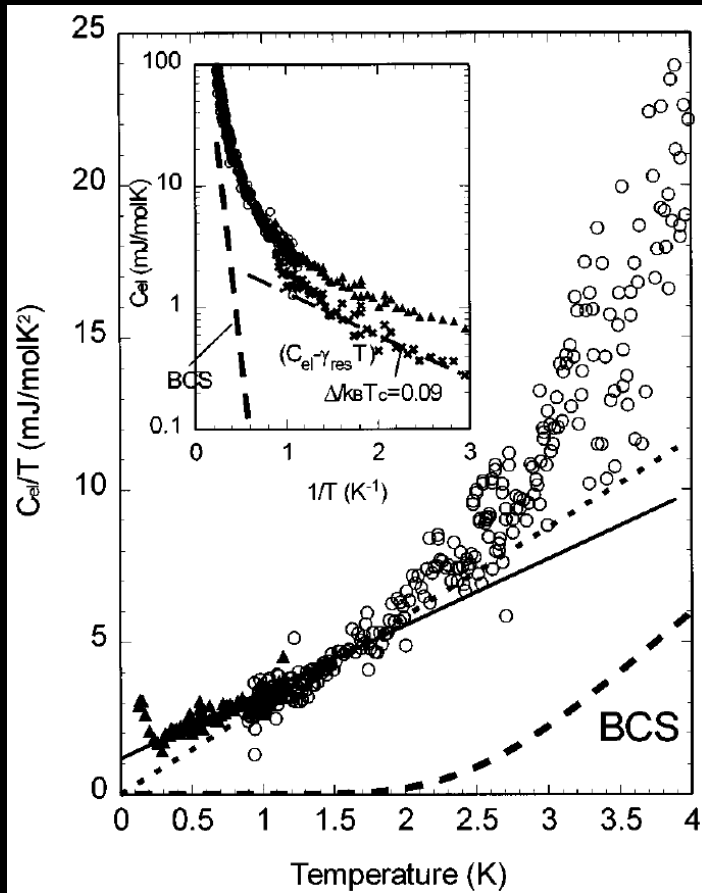 25
20
15
10
5
0
C_el/T (mJ/molK²)
100
10
1
0.1
C_el (mJ/molK)
BCS
(C_el-γ_res T)
Δ/k_BT_C=0.09
0 1 2 3
1/T (K⁻¹)
BCS
0 0.5 1 1.5 2 2.5 3 3.5 4
Temperature (K)